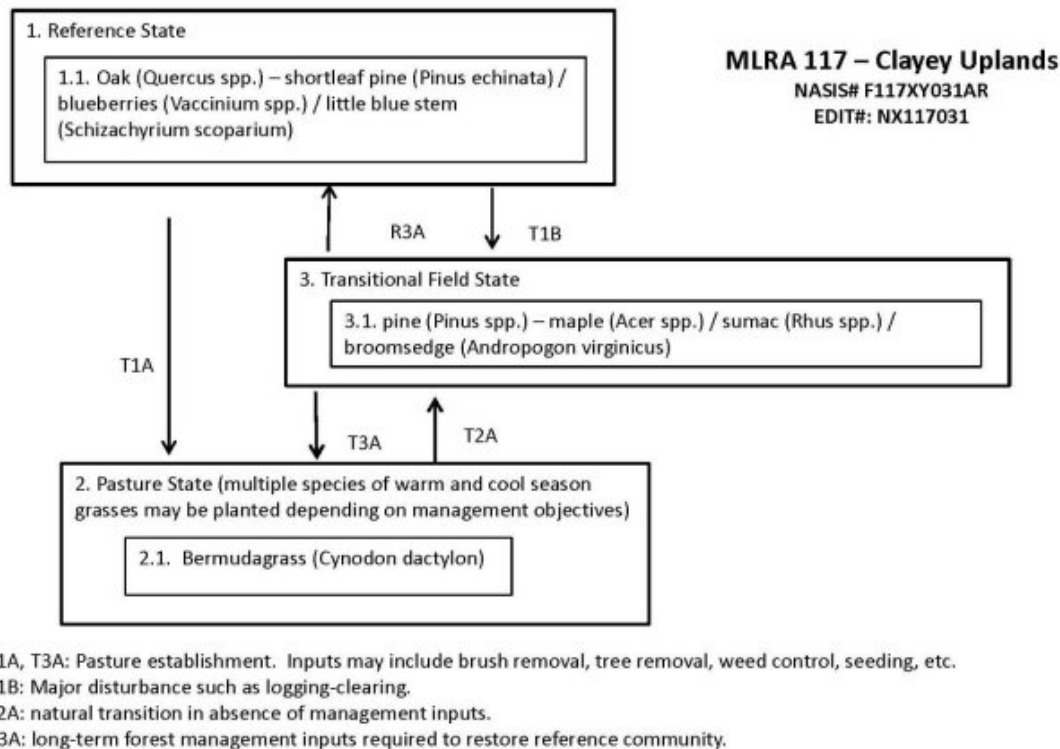 1. Reference State
1.1. Oak (Quercus spp.) – shortleaf pine (Pinus echinata) /
blueberries (Vaccinium spp.) / little blue stem
(Schizachyrium scoparium)
MLRA 117 – Clayey Uplands
NASIS# F117XY031AR
EDIT#: NX117031
R3A
T1B
3. Transitional Field State
3.1. pine (Pinus spp.) – maple (Acer spp.) / sumac (Rhus spp.) /
broomsedge (Andropogon virginicus)
T1A
T3A
T2A
2. Pasture State (multiple species of warm and cool season
grasses may be planted depending on management objectives)
2.1. Bermudagrass (Cynodon dactylon)
1A, T3A: Pasture establishment. Inputs may include brush removal, tree removal, weed control, seeding, etc.
1B: Major disturbance such as logging-clearing.
2A: natural transition in absence of management inputs.
3A: long-term forest management inputs required to restore reference community.